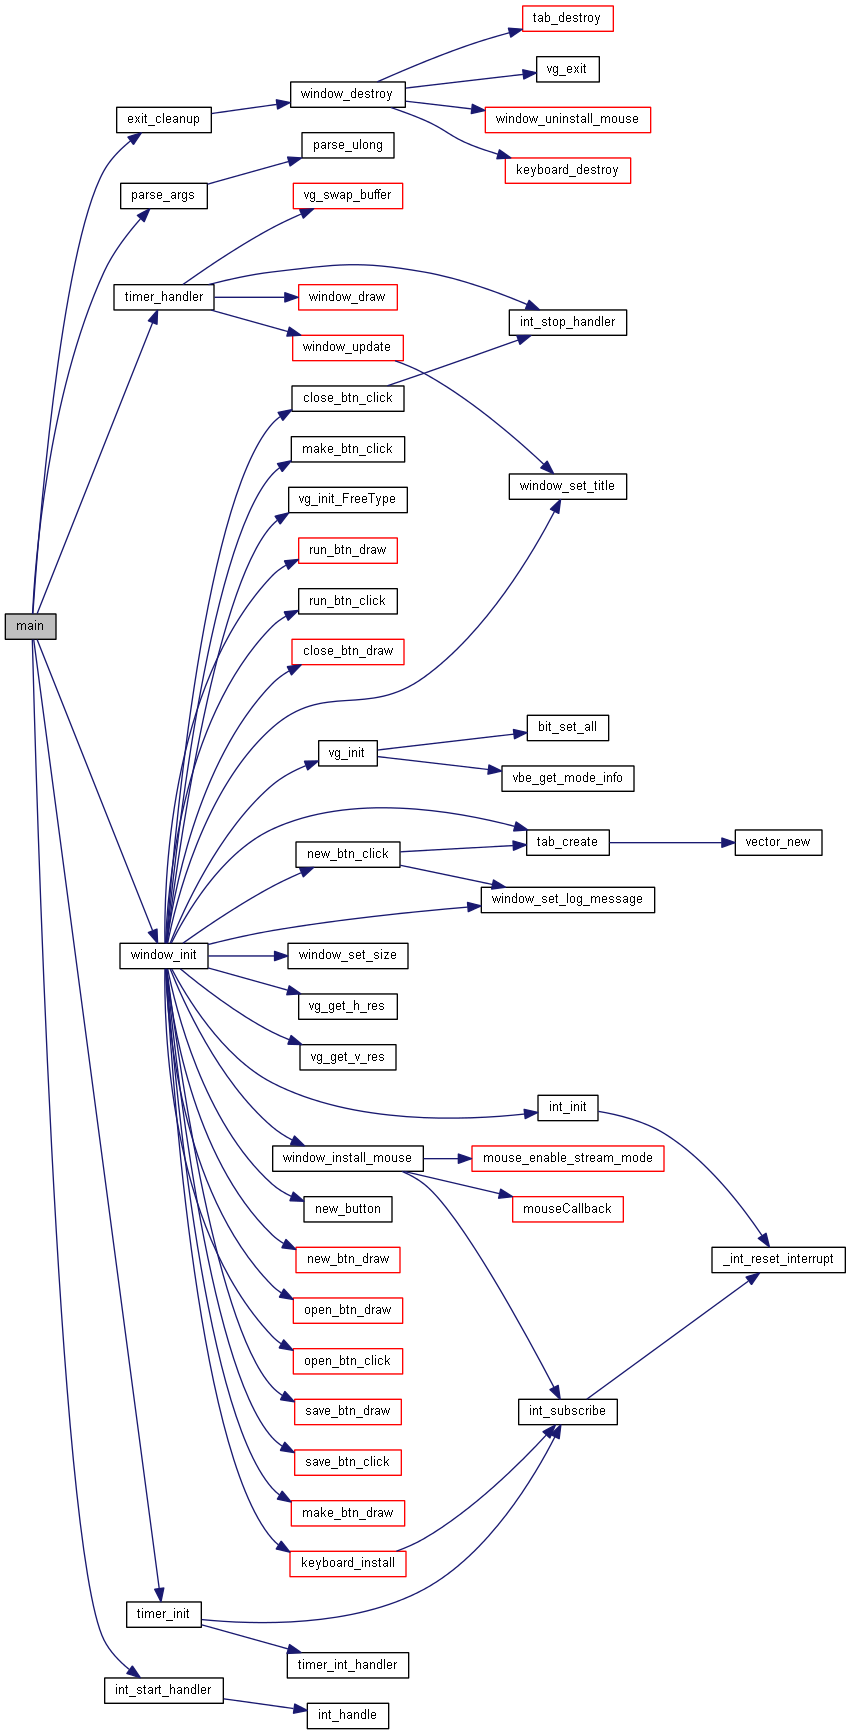 tab_destroy
vg_exit
window_destroy
exit_cleanup
window_uninstall_mouse
parse_ulong
keyboard_destroy
parse_args
vg_swap_buffer
timer_handler
window_draw
int_stop_handler
window_update
close_btn_click
make_btn_click
window_set_title
vg_init_FreeType
run_btn_draw
run_btn_click
main
close_btn_draw
bit_set_all
vg_init
vbe_get_mode_info
tab_create
vector_new
new_btn_click
window_set_log_message
window_init
window_set_size
vg_get_h_res
vg_get_v_res
int_init
window_install_mouse
mouse_enable_stream_mode
new_button
mouseCallback
new_btn_draw
_int_reset_interrupt
open_btn_draw
open_btn_click
save_btn_draw
int_subscribe
save_btn_click
make_btn_draw
keyboard_install
timer_init
timer_int_handler
int_start_handler
int_handle